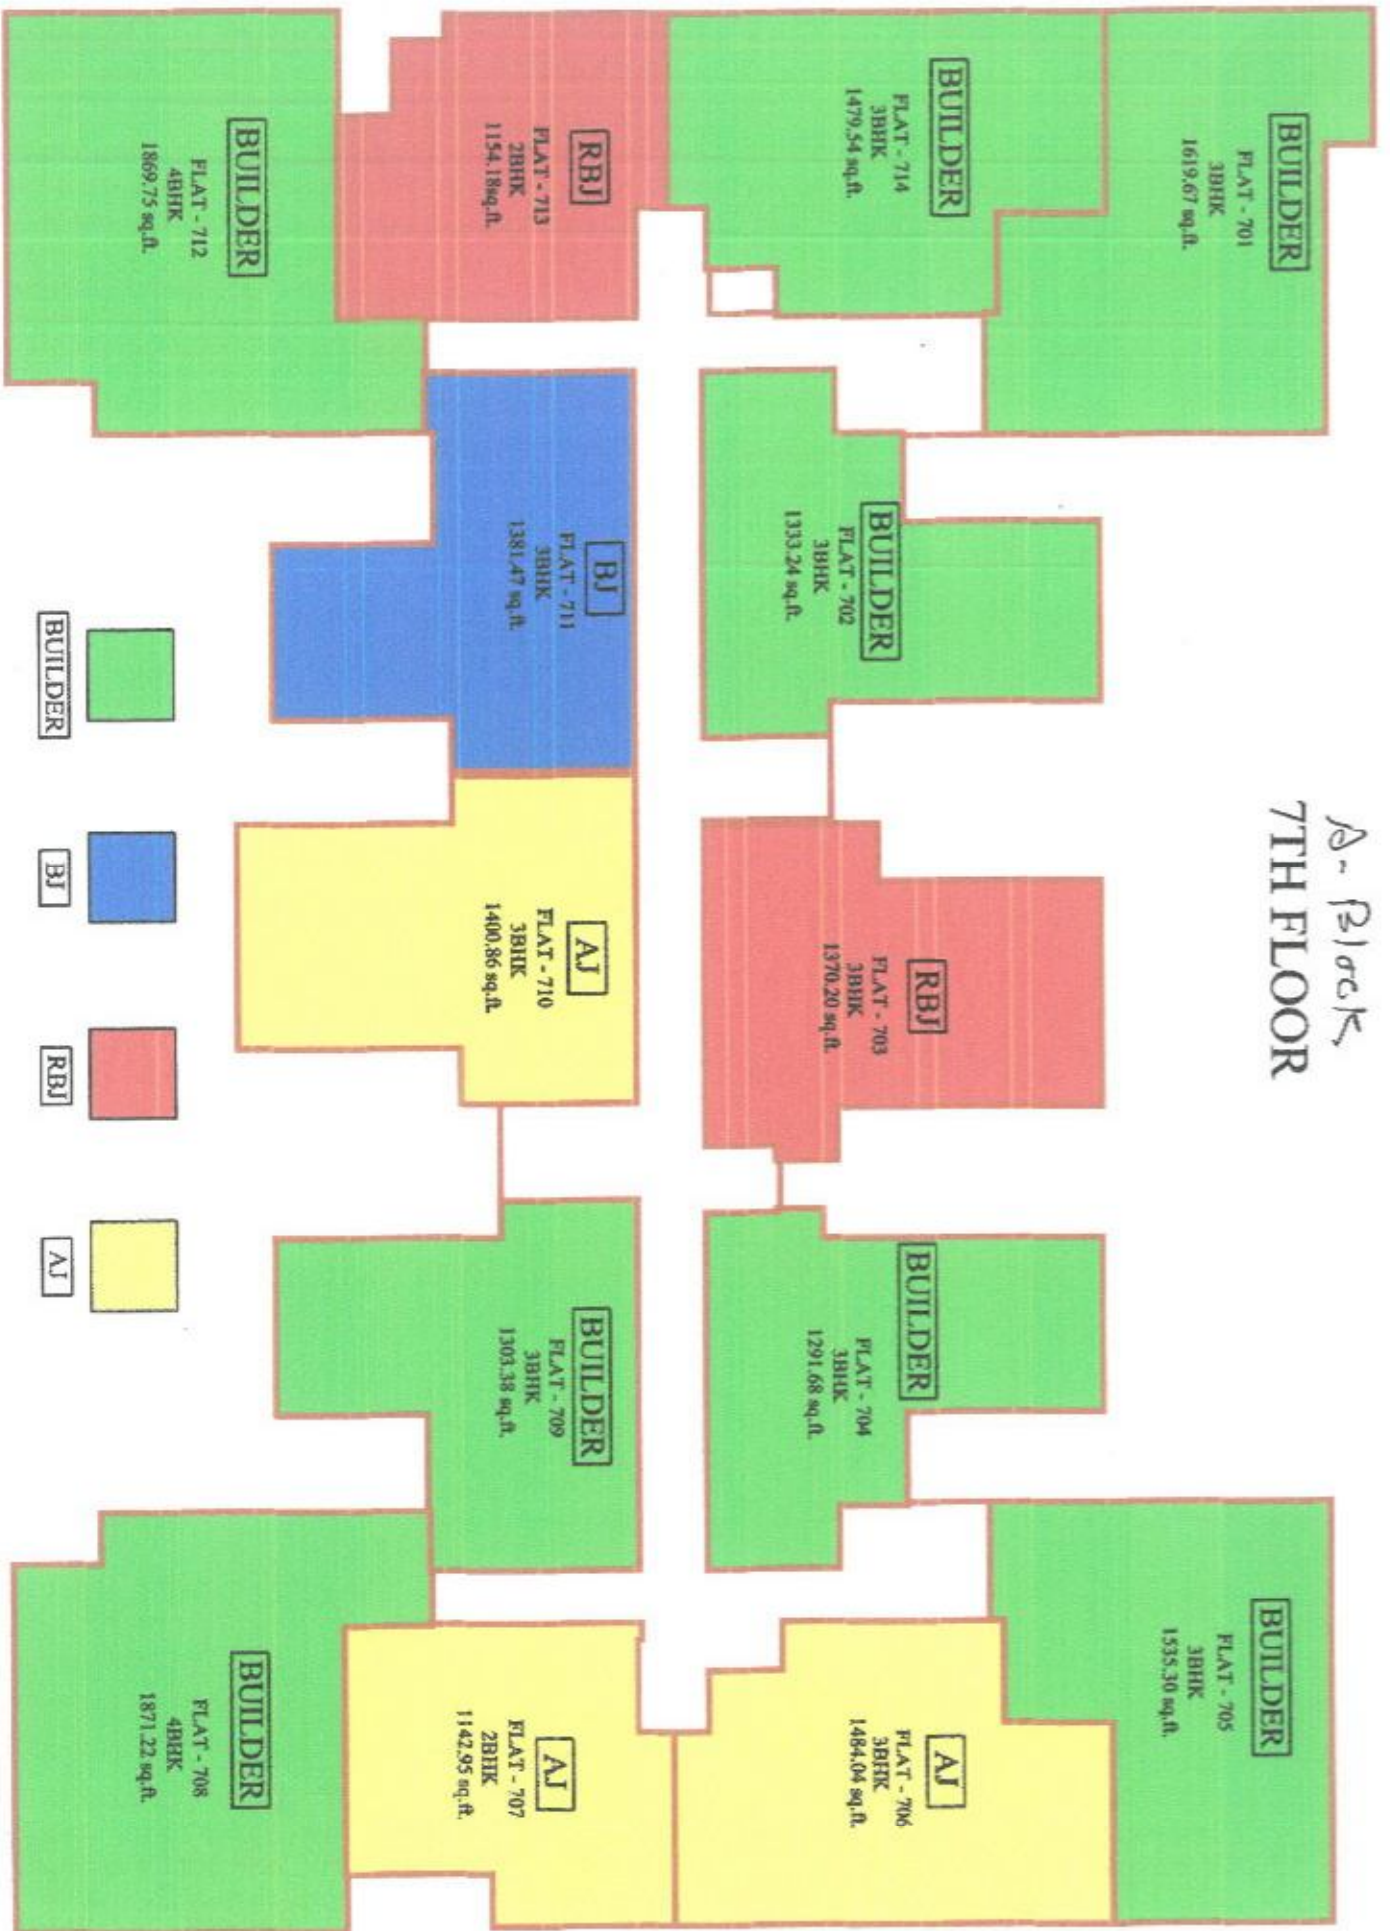 A- Block
7TH FLOOR
BUILDER
FLAT - 701
3BHK
1619.67 sq.ft.
BUILDER
FLAT - 714
3BHK
1479.54 sq.ft.
RBJ
FLAT - 713
2BHK
1154.18sq.ft.
BUILDER
FLAT - 712
4BHK
1869.75 sq.ft.
BUILDER
FLAT - 702
3BHK
1333.24 sq.ft.
BJ
FLAT - 711
3BHK
1381.47 sq.ft.
RBJ
FLAT - 703
3BHK
1370.20 sq.ft.
AJ
FLAT - 710
3BHK
1400.86 sq.ft.
BUILDER
FLAT - 704
3BHK
1291.68 sq.ft.
BUILDER
FLAT - 709
3BHK
1303.38 sq.ft.
BUILDER
FLAT - 705
3BHK
1535.30 sq.ft.
AJ
FLAT - 706
3BHK
1484.04 sq.ft.
AJ
FLAT - 707
2BHK
1142.95 sq.ft.
BUILDER
FLAT - 708
4BHK
1871.22 sq.ft.
BUILDER
BJ
RBJ
AJ